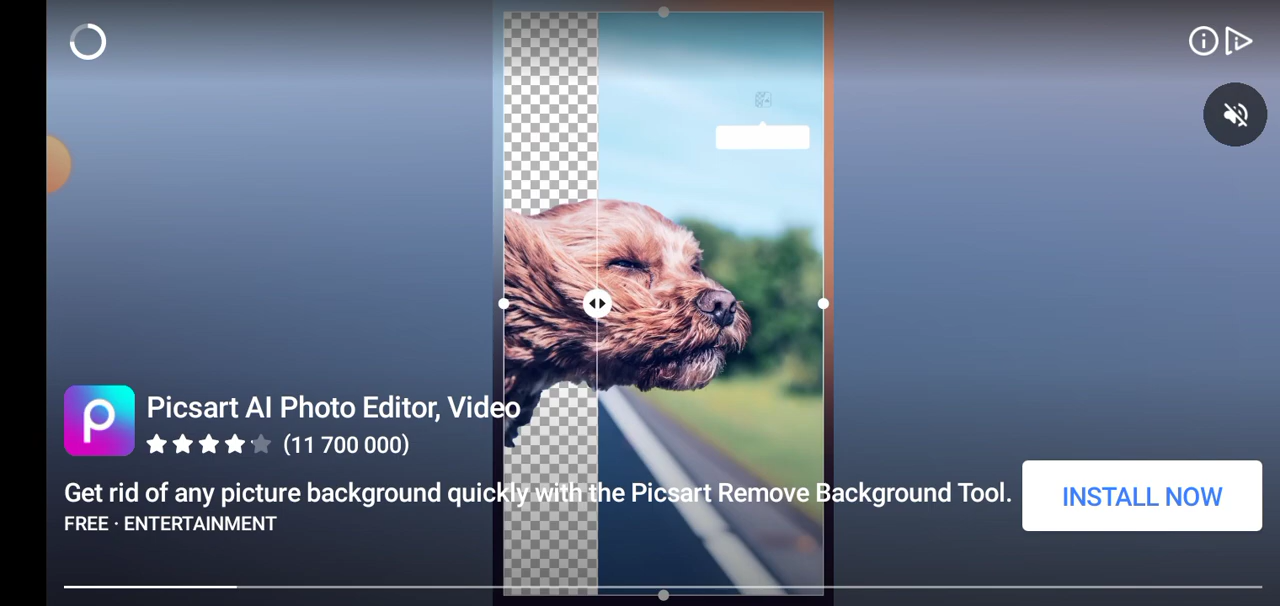 Picsart AI Photo Editor, Video
(11 700 000)
Get rid of any picture background quickly with the Picsart Remove Background Tool.
FREE · ENTERTAINMENT
INSTALL NOW